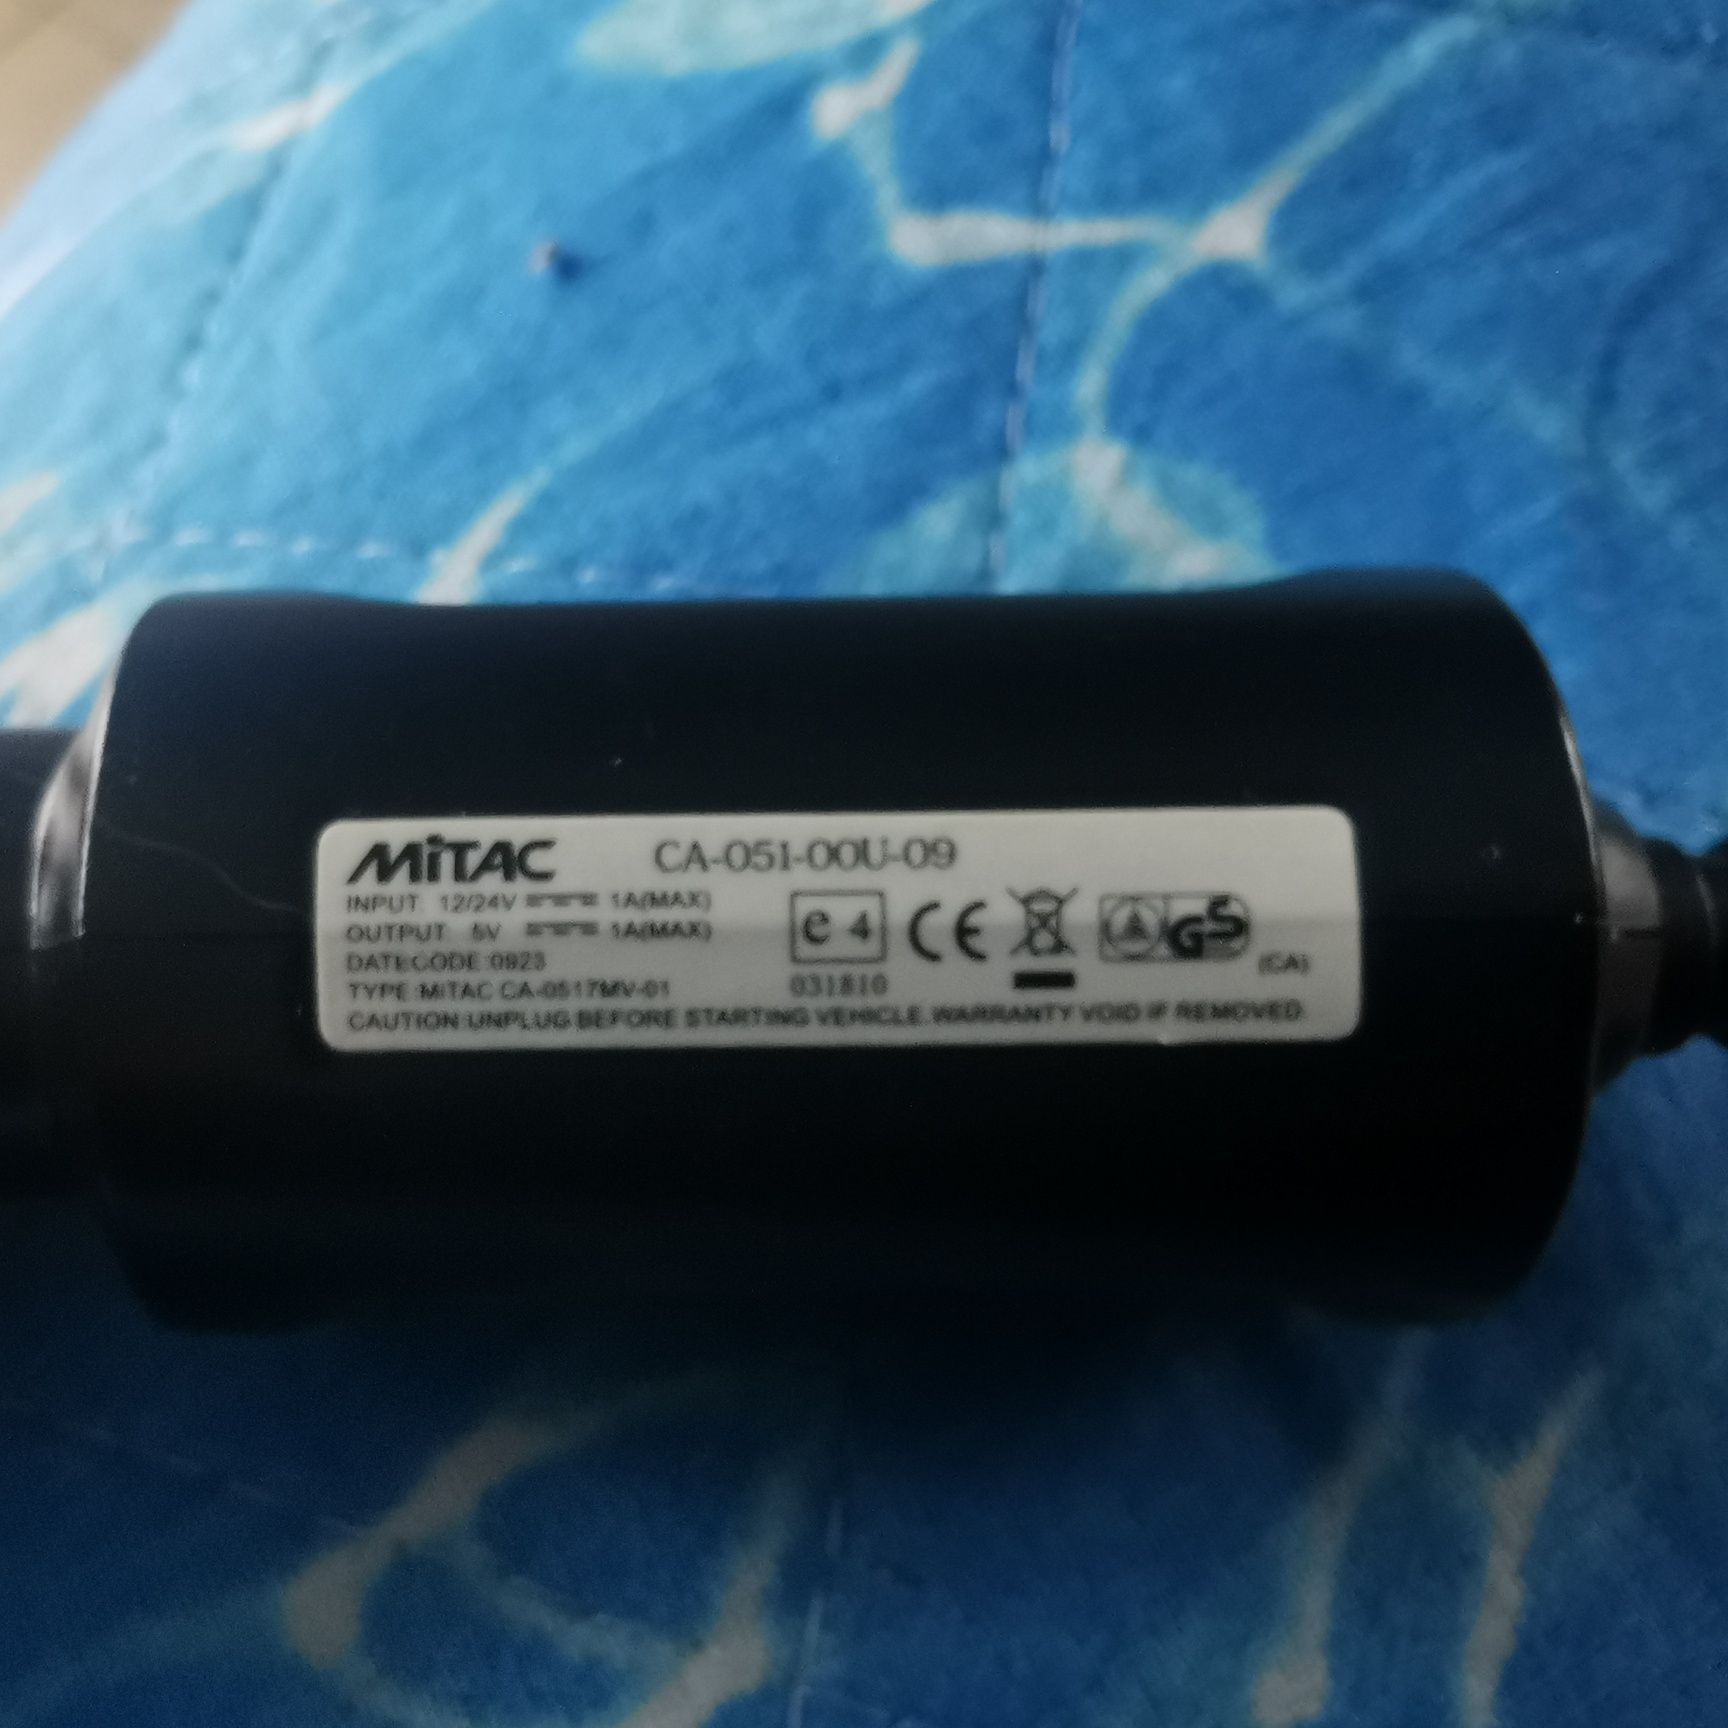 MiTAC CA-051-00U-09
INPUT: 12/24V 1A(MAX)
OUTPUT: 5V 1A(MAX)
DATECODE:0923
TYPE:MiTAC CA-0517MV-01
e 4 CE GS
031810 (CA)
CAUTION:UNPLUG BEFORE STARTING VEHICLE. WARRANTY VOID IF REMOVED.